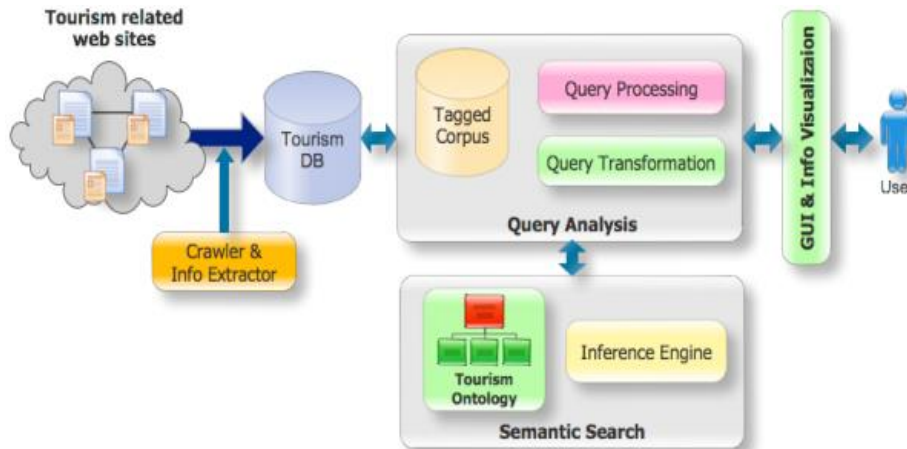 Tourism related
web sites
Tourism
DB
Crawler &
Info Extractor
Tagged
Corpus
Query Processing
Query Transformation
Query Analysis
GUI & Info Visualizaion
Use
Tourism
Ontology
Inference Engine
Semantic Search